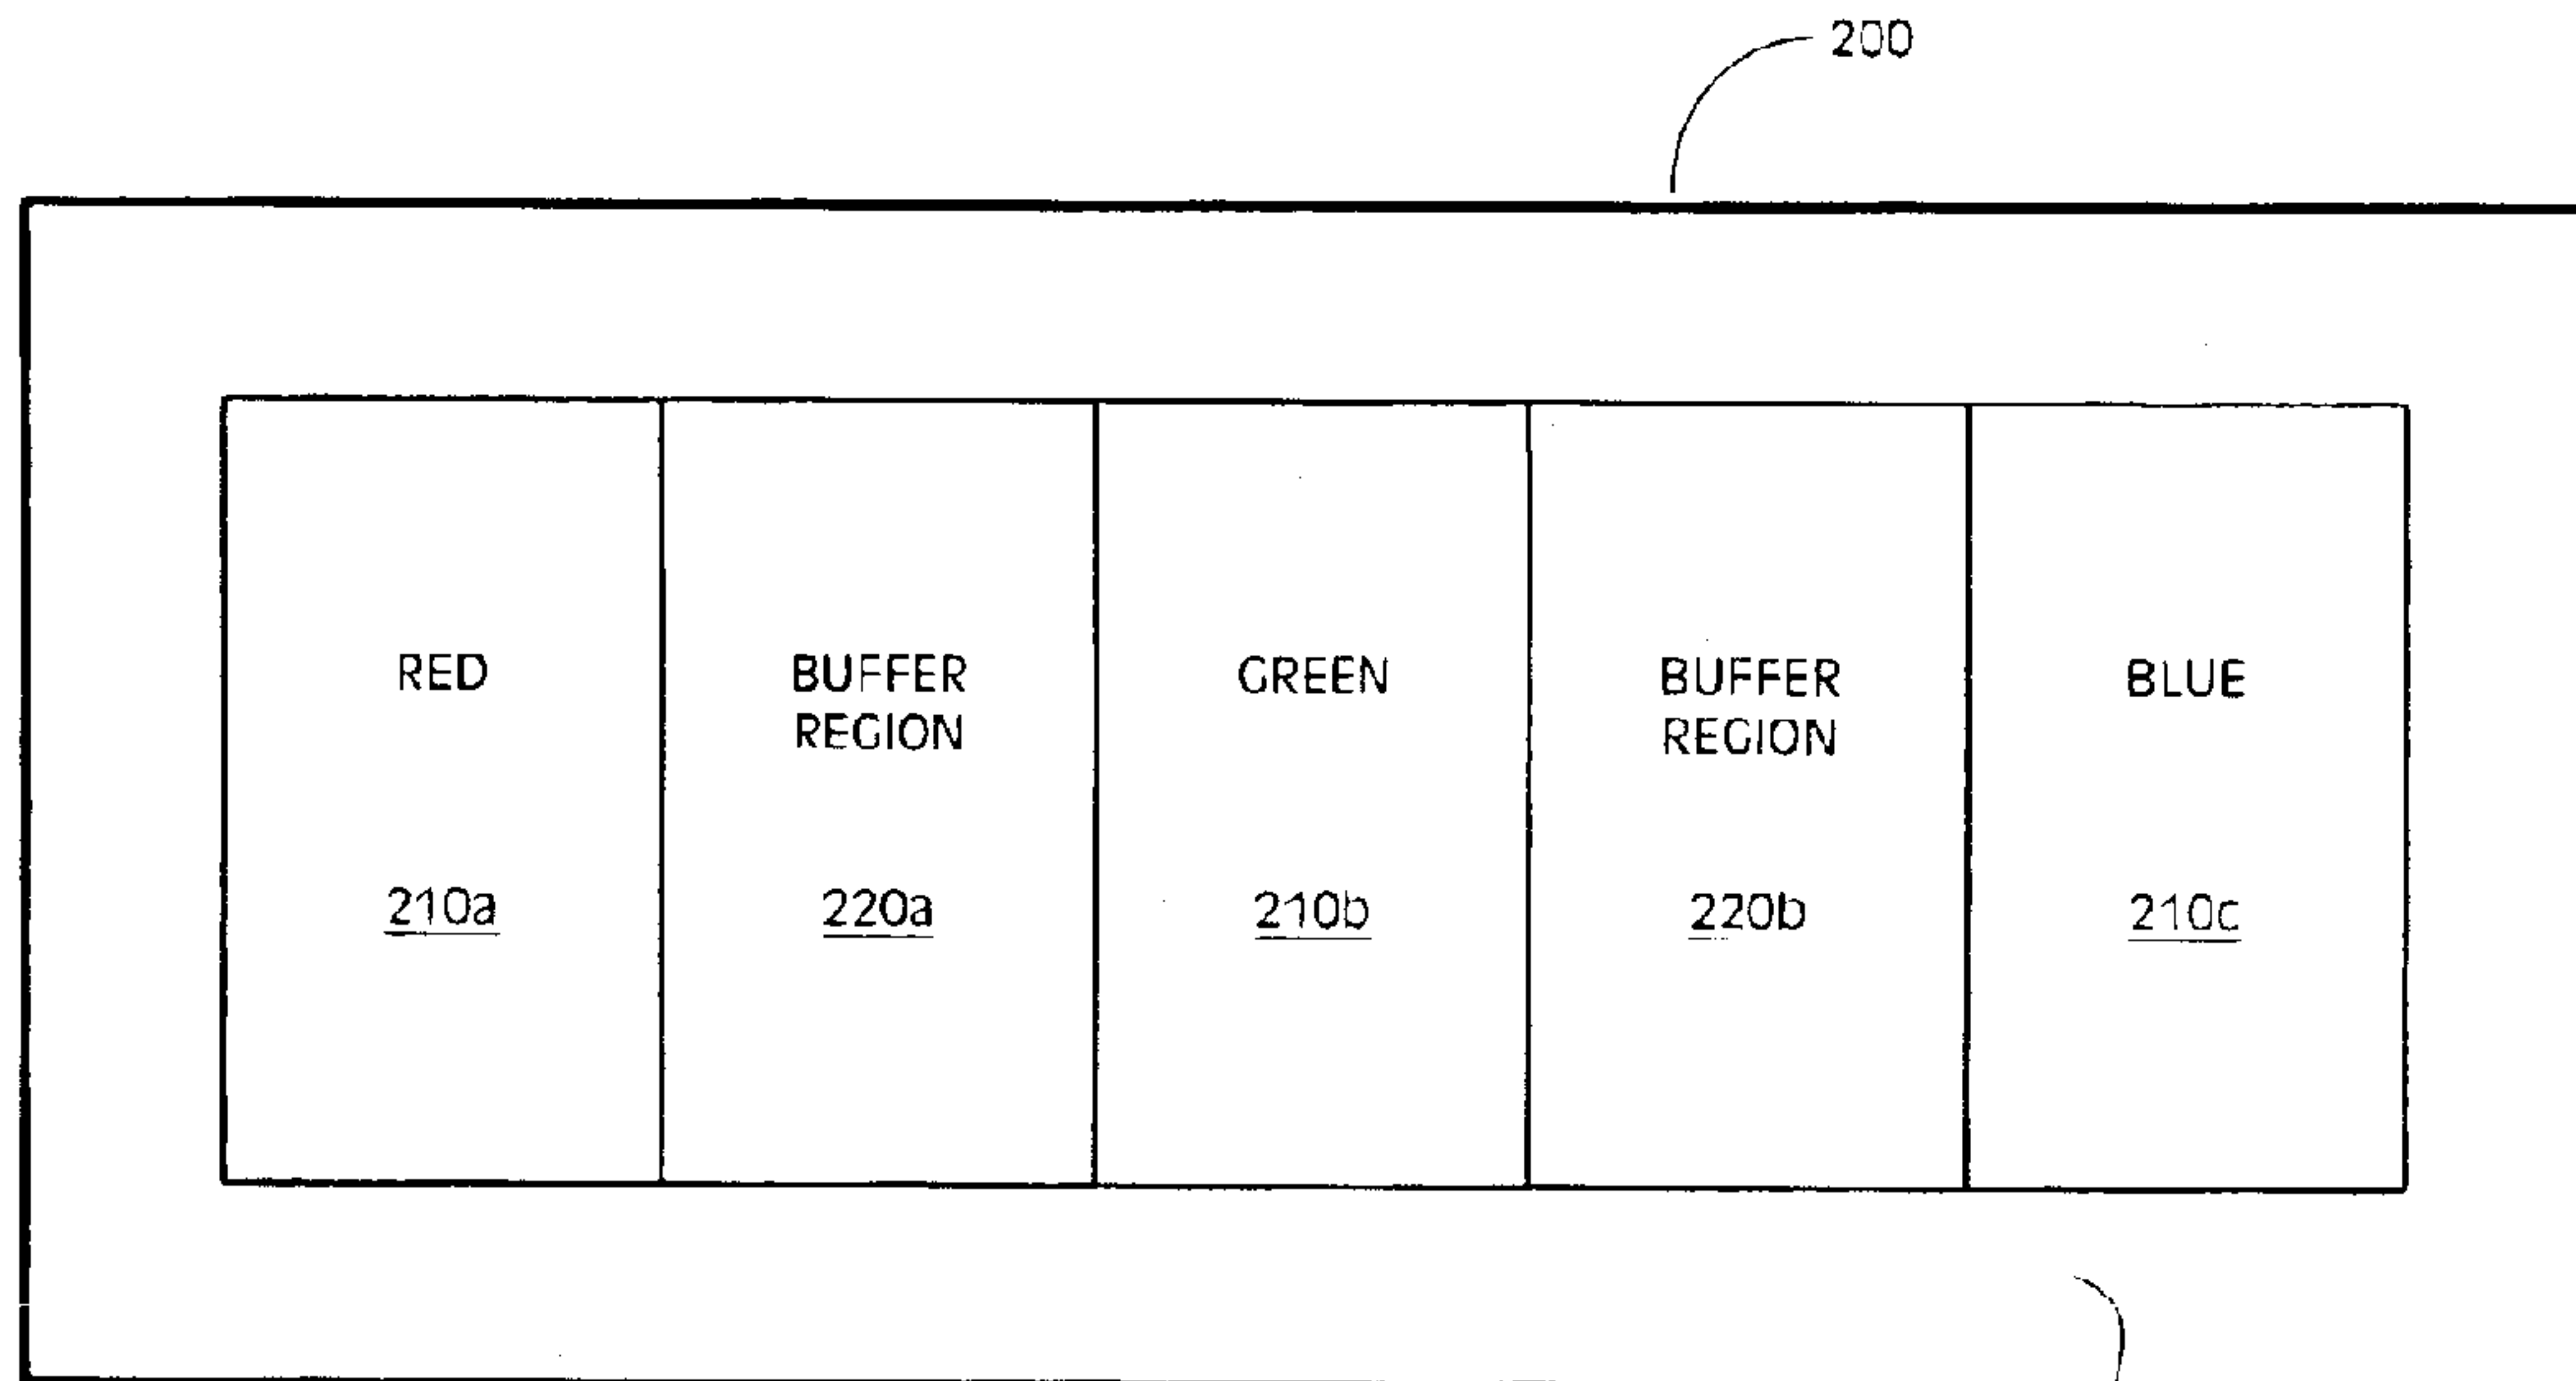 200
RED
BUFFER
REGION
GREEN
BUFFER
REGION
BLUE
210a
220a
210b
220b
210c